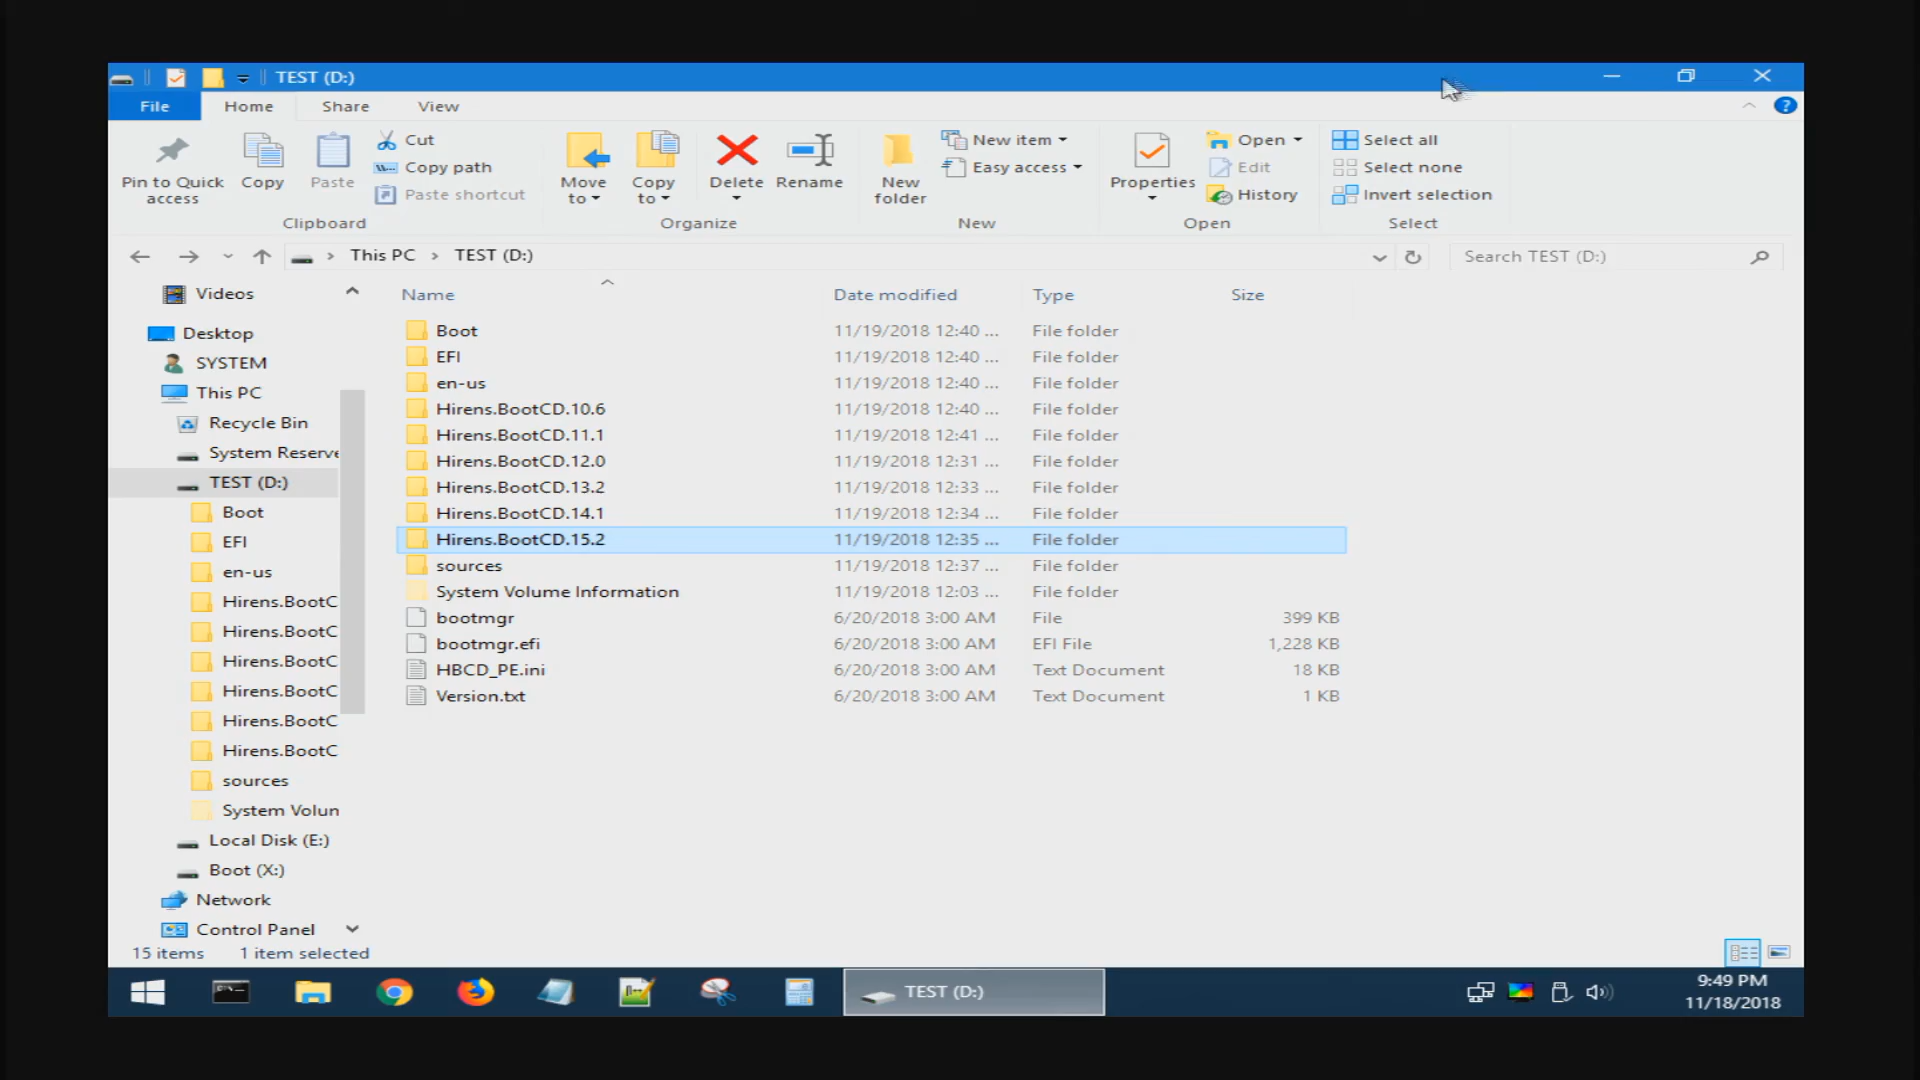 TEST (D:)
File Home Share View
Pin to Quick access
Copy
Paste
Cut
Copy path
Paste shortcut
Clipboard
Move to
Copy to
Delete
Rename
Organize
New folder
New item
Easy access
New
Properties
Open
Edit
History
Open
Select all
Select none
Invert selection
Select
This PC > TEST (D:)
Search TEST (D:)
Videos
Desktop
SYSTEM
This PC
Recycle Bin
System Reserve
TEST (D:)
Boot
EFI
en-us
Hirens.BootC
Hirens.BootC
Hirens.BootC
Hirens.BootC
Hirens.BootC
Hirens.BootC
sources
System Volun
Local Disk (E:)
Boot (X:)
Network
Control Panel
Name Date modified Type Size
Boot 11/19/2018 12:40 ... File folder
EFI 11/19/2018 12:40 ... File folder
en-us 11/19/2018 12:40 ... File folder
Hirens.BootCD.10.6 11/19/2018 12:40 ... File folder
Hirens.BootCD.11.1 11/19/2018 12:41 ... File folder
Hirens.BootCD.12.0 11/19/2018 12:31 ... File folder
Hirens.BootCD.13.2 11/19/2018 12:33 ... File folder
Hirens.BootCD.14.1 11/19/2018 12:34 ... File folder
Hirens.BootCD.15.2 11/19/2018 12:35 ... File folder
sources 11/19/2018 12:37 ... File folder
System Volume Information 11/19/2018 12:03 ... File folder
bootmgr 6/20/2018 3:00 AM File 399 KB
bootmgr.efi 6/20/2018 3:00 AM EFI File 1,228 KB
HBCD_PE.ini 6/20/2018 3:00 AM Text Document 18 KB
Version.txt 6/20/2018 3:00 AM Text Document 1 KB
15 items 1 item selected
TEST (D:)
9:49 PM
11/18/2018